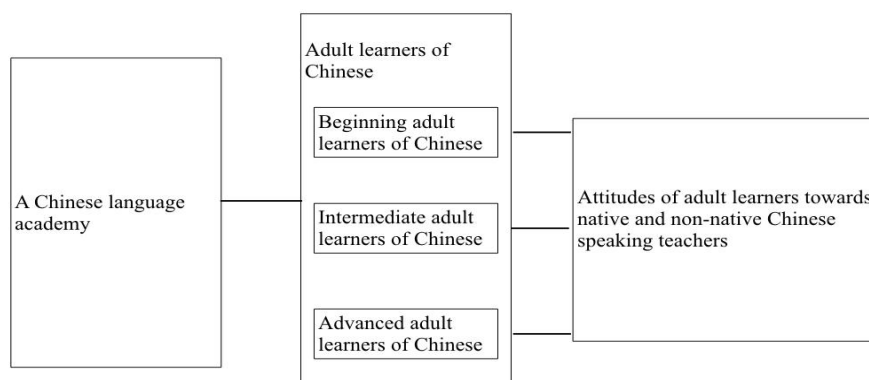 A Chinese language
academy
Adult learners of
Chinese
Beginning adult
learners of Chinese
Intermediate adult
learners of Chinese
Advanced adult
learners of Chinese
Attitudes of adult learners towards
native and non-native Chinese
speaking teachers